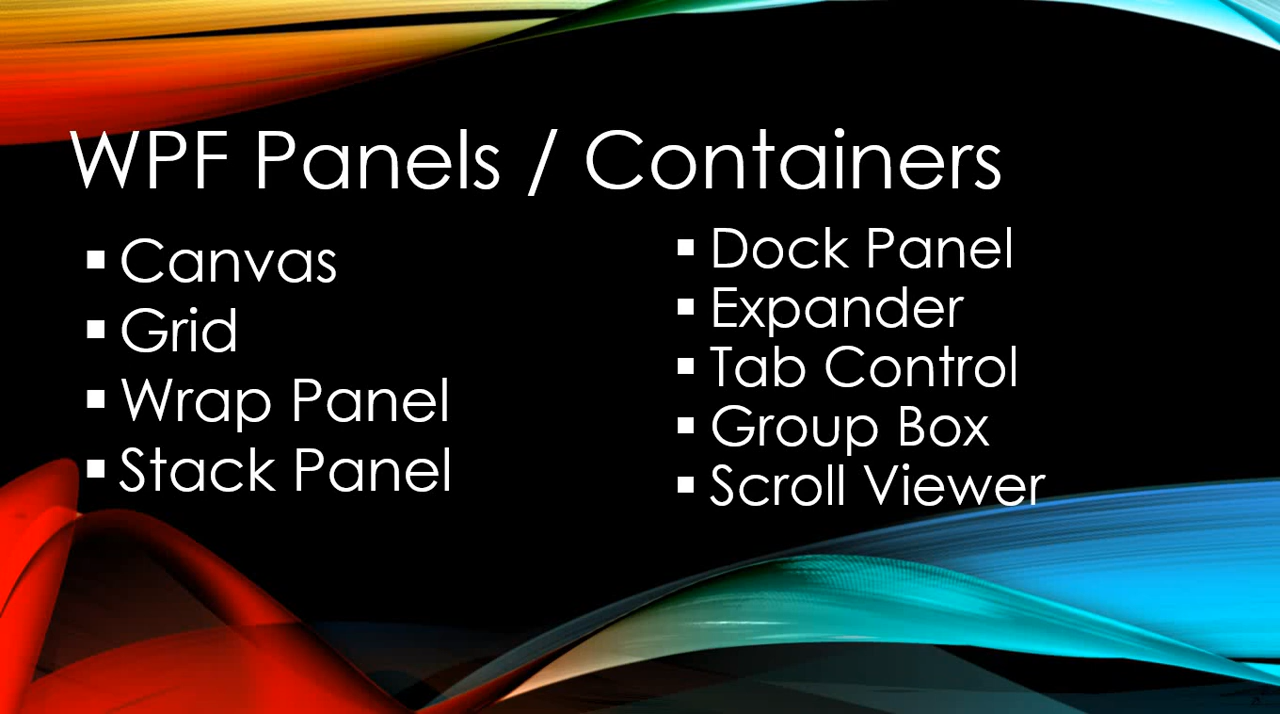 WPF Panels / Containers
▪ Canvas
▪ Grid
▪ Wrap Panel
▪ Stack Panel
▪ Dock Panel
▪ Expander
▪ Tab Control
▪ Group Box
▪ Scroll Viewer